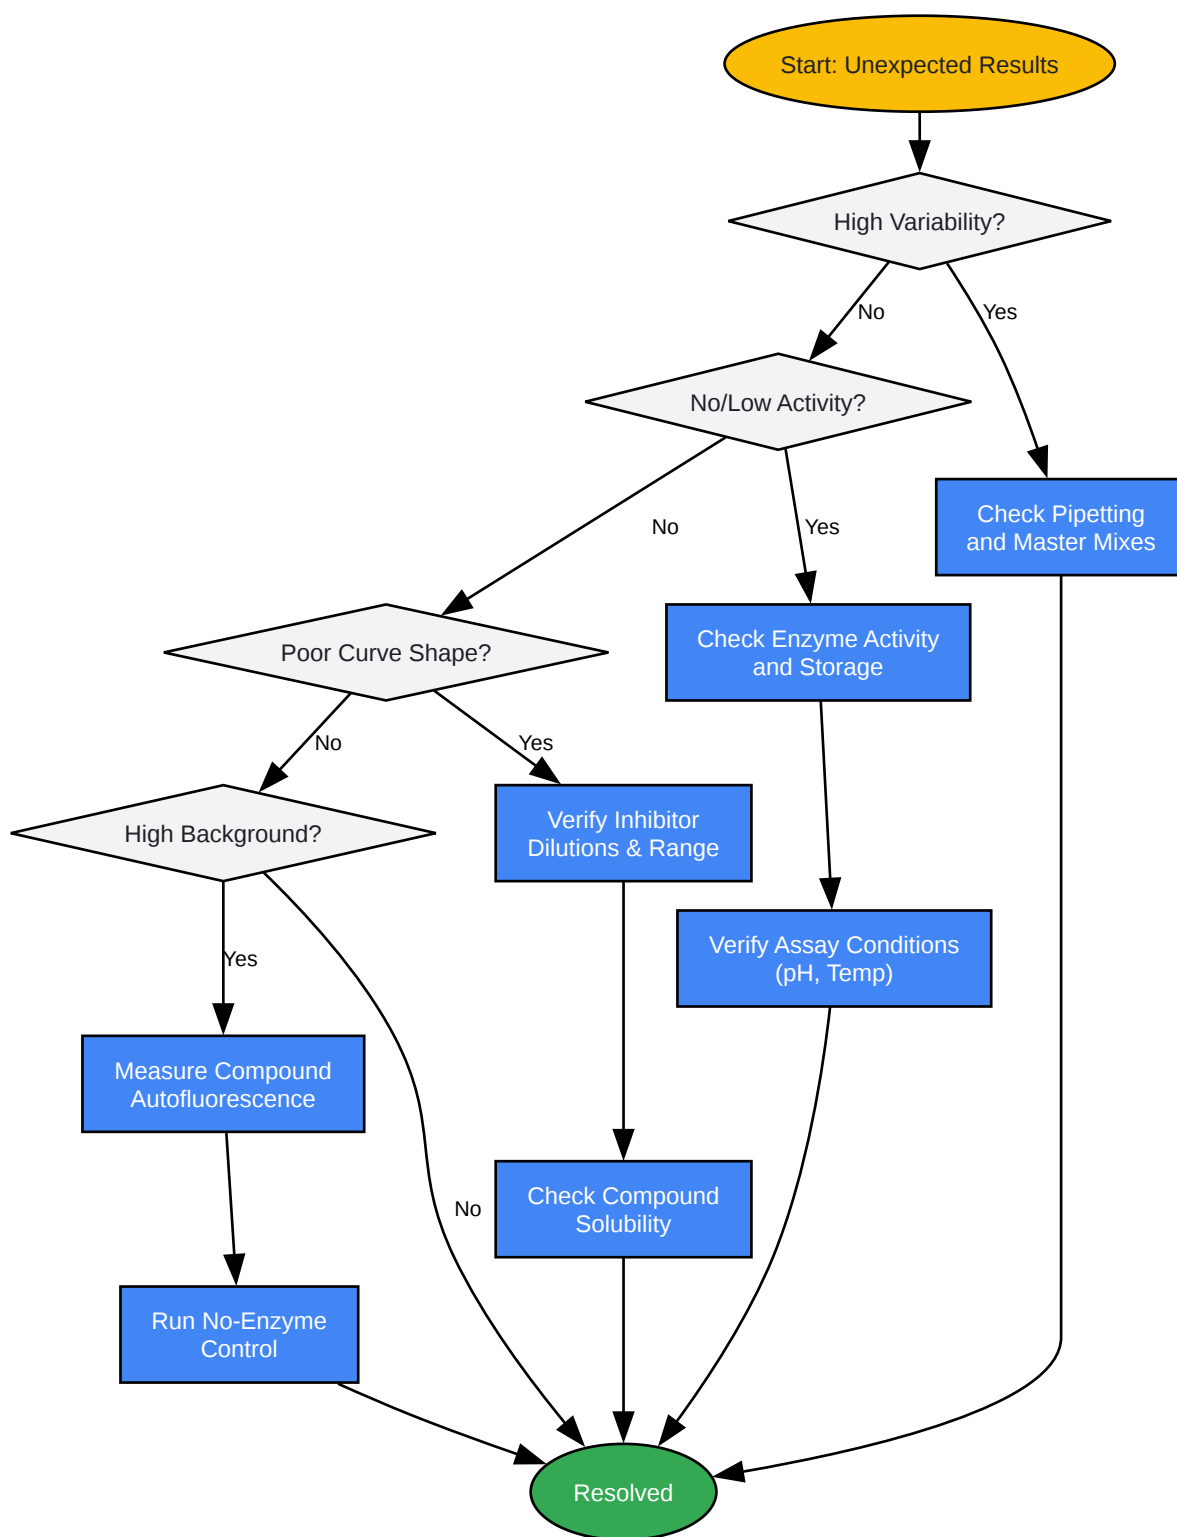 Start: Unexpected Results
High Variability?
No
Yes
No/Low Activity?
Check Pipetting
and Master Mixes
No
Yes
Check Enzyme Activity
and Storage
Poor Curve Shape?
No
Yes
Verify Inhibitor
Dilutions & Range
High Background?
Verify Assay Conditions
(pH, Temp)
Yes
Measure Compound
Autofluorescence
Check Compound
Solubility
No
Run No-Enzyme
Control
Resolved